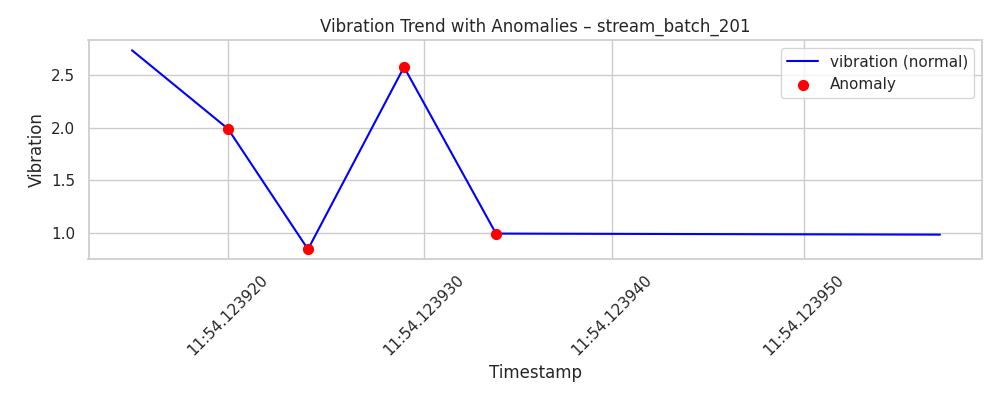 Vibration Trend with Anomalies – stream_batch_201
vibration (normal)
Anomaly
Vibration
2.5
2.0
1.5
1.0
11:54.123920
11:54.123930
11:54.123940
11:54.123950
Timestamp